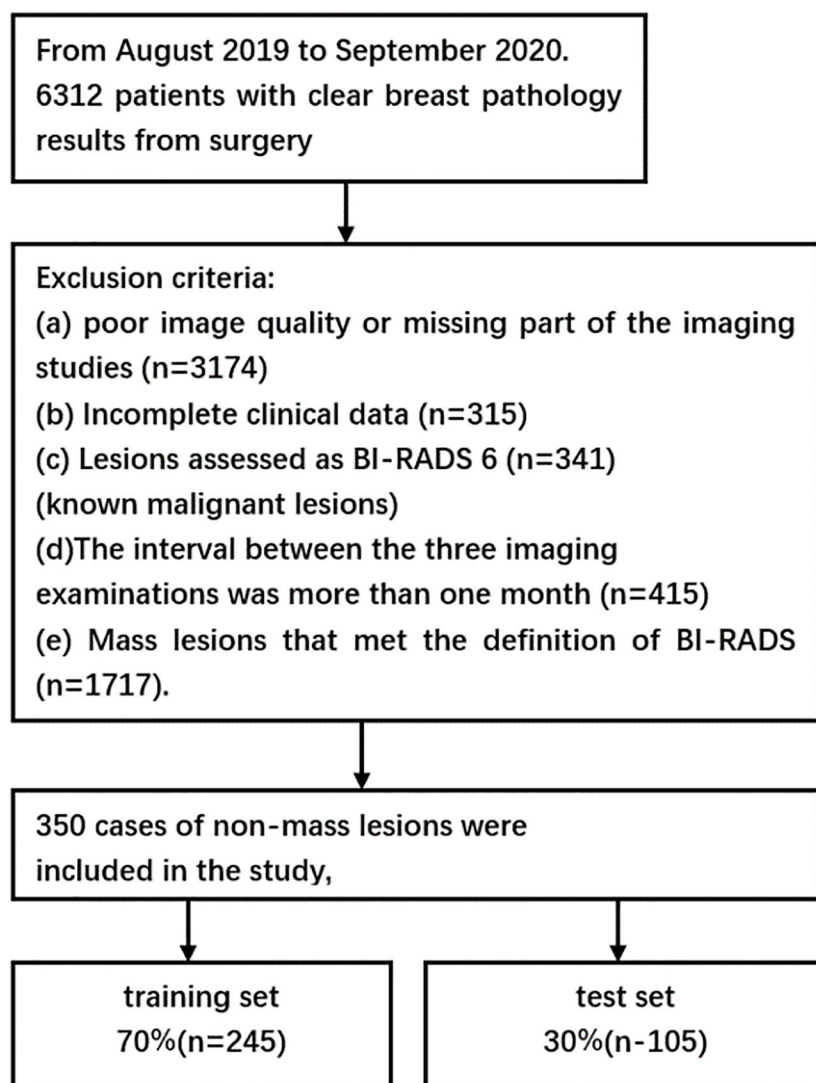 From August 2019 to September 2020.
6312 patients with clear breast pathology
results from surgery
Exclusion criteria:
(a) poor image quality or missing part of the imaging
studies (n=3174)
(b) Incomplete clinical data (n=315)
(c) Lesions assessed as BI-RADS 6 (n=341)
(known malignant lesions)
(d)The interval between the three imaging
examinations was more than one month (n=415)
(e) Mass lesions that met the definition of BI-RADS
(n=1717).
350 cases of non-mass lesions were
included in the study,
training set
70%(n=245)
test set
30%(n-105)